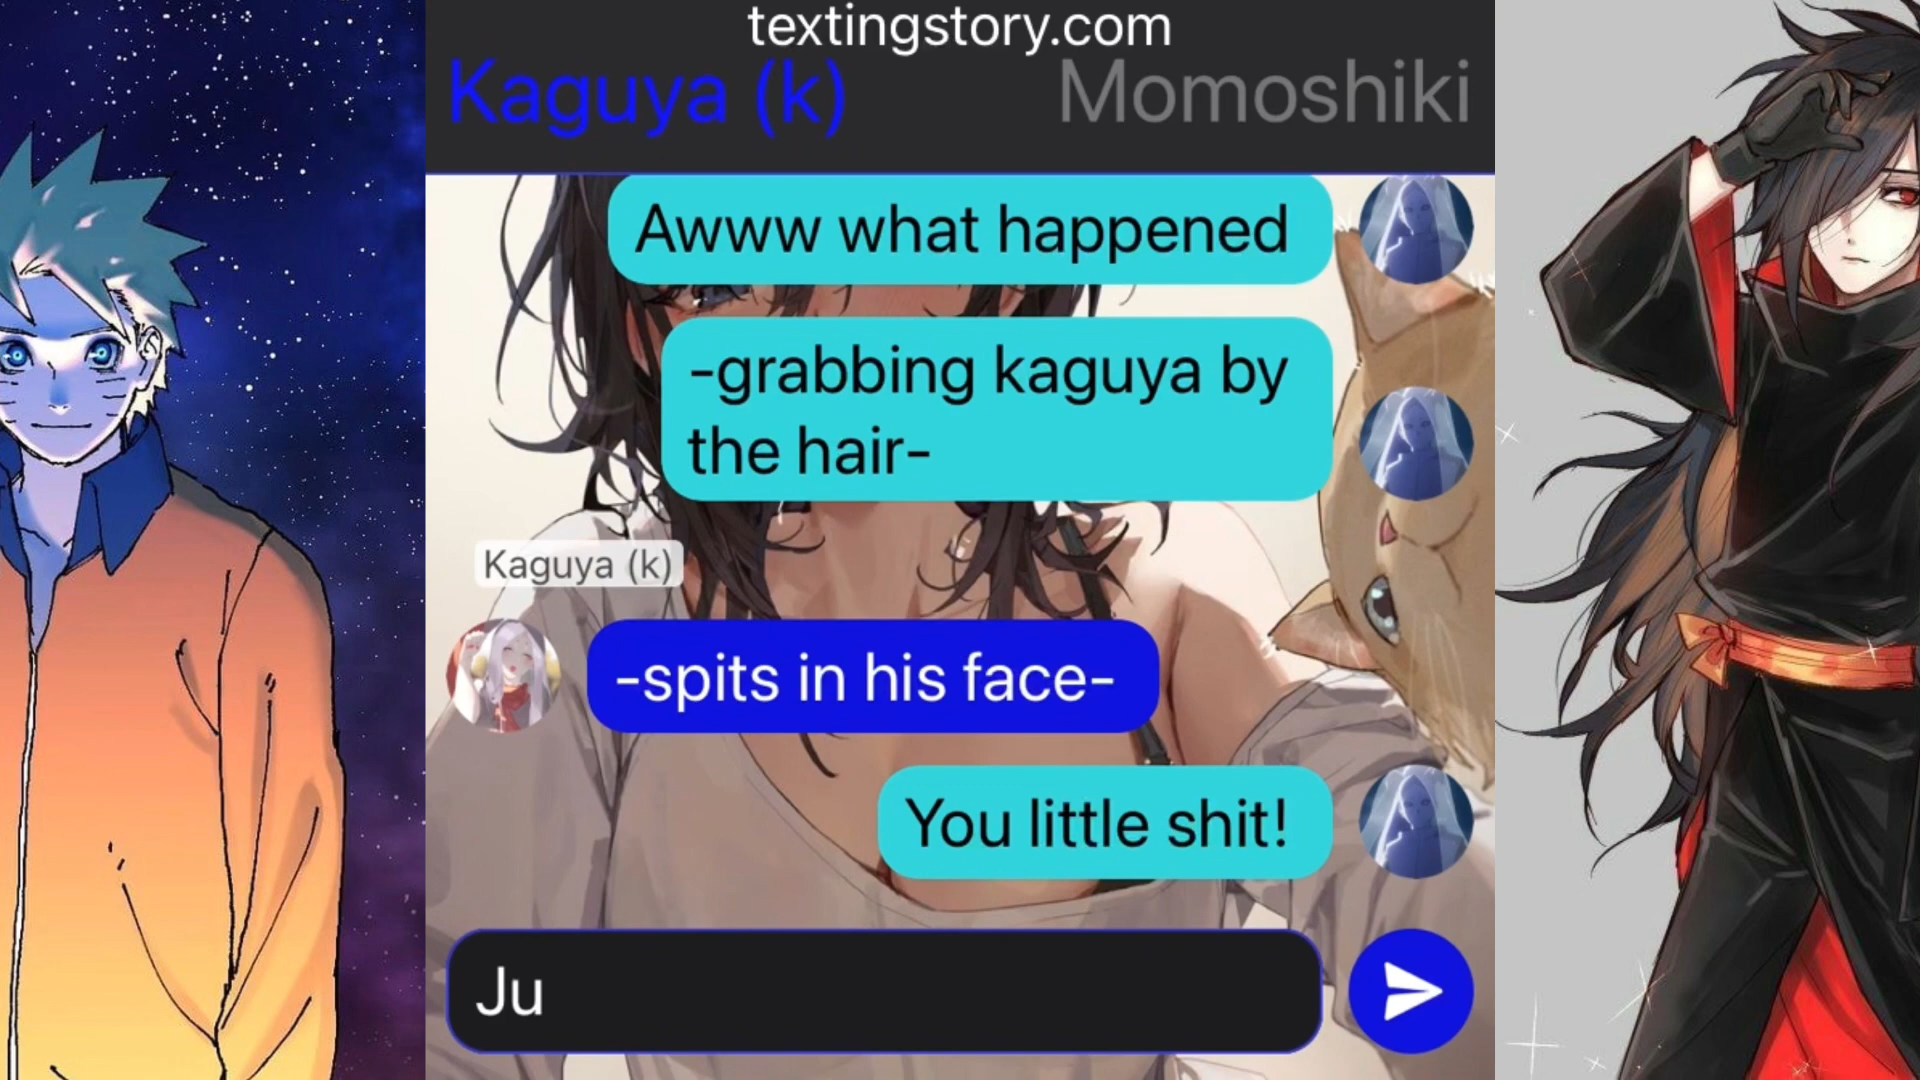 textingstory.com
Kaguya (k) Momoshiki
Awww what happened
-grabbing kaguya by
the hair-
Kaguya (k)
-spits in his face-
You little shit!
Ju